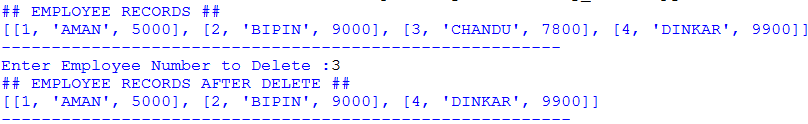 ## EMPLOYEE RECORDS ##
[[1, 'AMAN', 5000], [2, 'BIPIN', 9000], [3, 'CHANDU', 7800], [4, 'DINKAR', 9900]]
--------------------------------------------------------
Enter Employee Number to Delete :3
## EMPLOYEE RECORDS AFTER DELETE ##
[[1, 'AMAN', 5000], [2, 'BIPIN', 9000], [4, 'DINKAR', 9900]]
---------------------------------------------------------